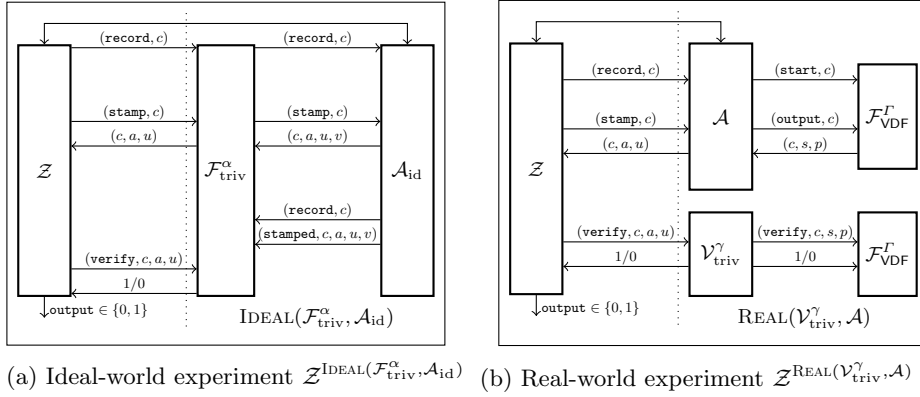 (record, c)
(record, c)
(stamp, c)
(stamp, c)
(c, a, u)
(c, a, u, v)
𝒵
ℱ^α_triv
𝒜_id
(record, c)
(stamped, c, a, u, v)
(verify, c, a, u)
1/0
output ∈ {0, 1}
IDEAL(ℱ^α_triv, 𝒜_id)
(a) Ideal-world experiment 𝒵^IDEAL(ℱ^α_triv, 𝒜_id)
(record, c)
(start, c)
(stamp, c)
(output, c)
(c, a, u)
(c, s, p)
𝒵
𝒜
ℱ^Γ_VDF
(verify, c, a, u)
(verify, c, s, p)
1/0
1/0
𝒱^γ_triv
ℱ^Γ_VDF
output ∈ {0, 1}
REAL(𝒱^γ_triv, 𝒜)
(b) Real-world experiment 𝒵^REAL(𝒱^γ_triv, 𝒜)